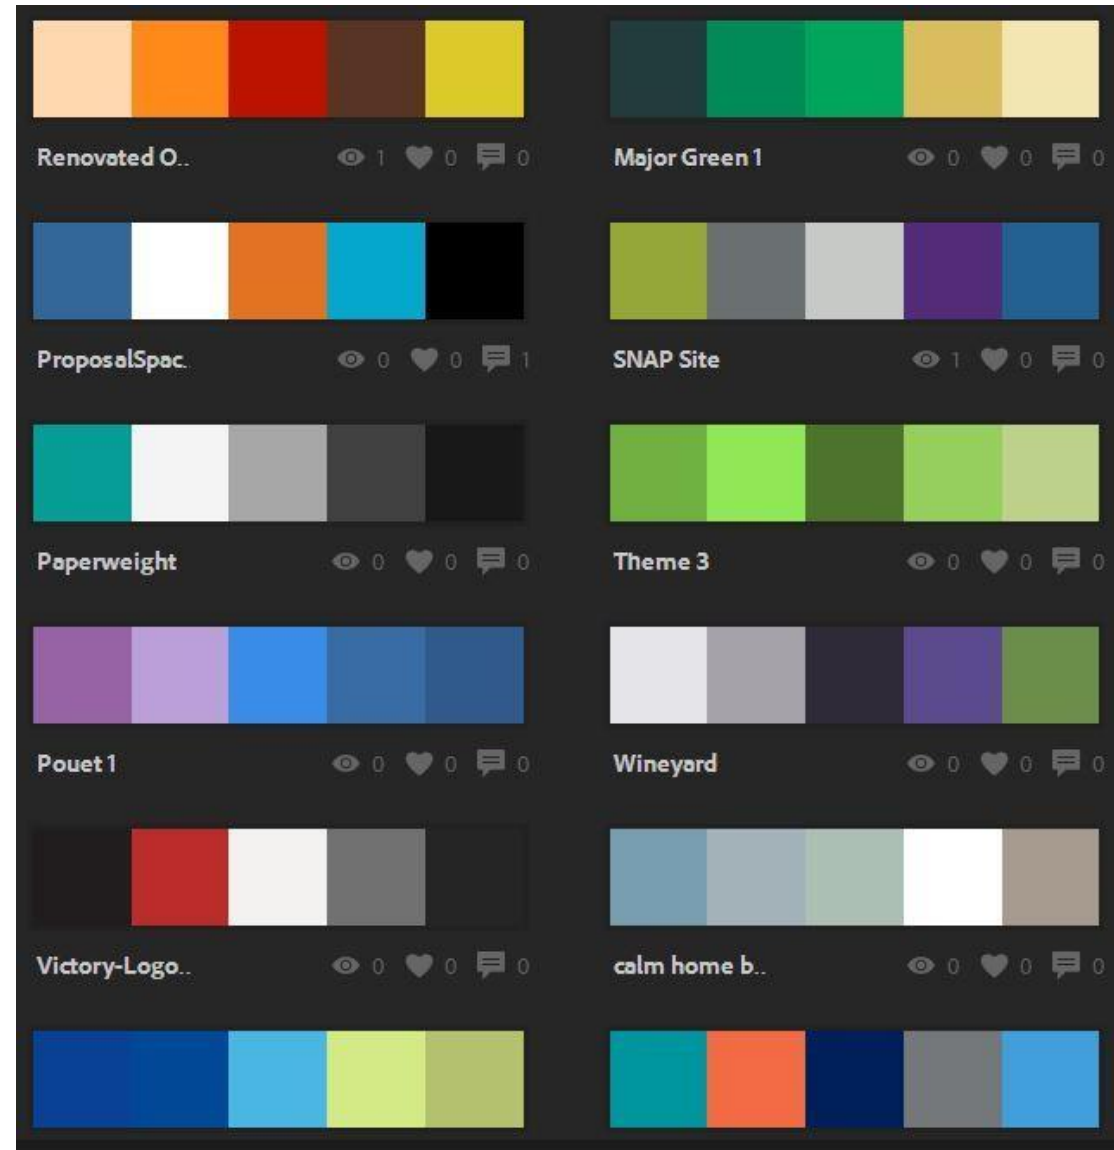 Renovated O.. 1 0 0
Major Green 1 0 0 0
ProposalSpac. 0 0 1
SNAP Site 1 0 0
Paperweight 0 0 0
Theme 3 0 0 0
Pouet 1 0 0 0
Wineyard 0 0 0
Victory-Logo.. 0 0 0
calm home b.. 0 0 0